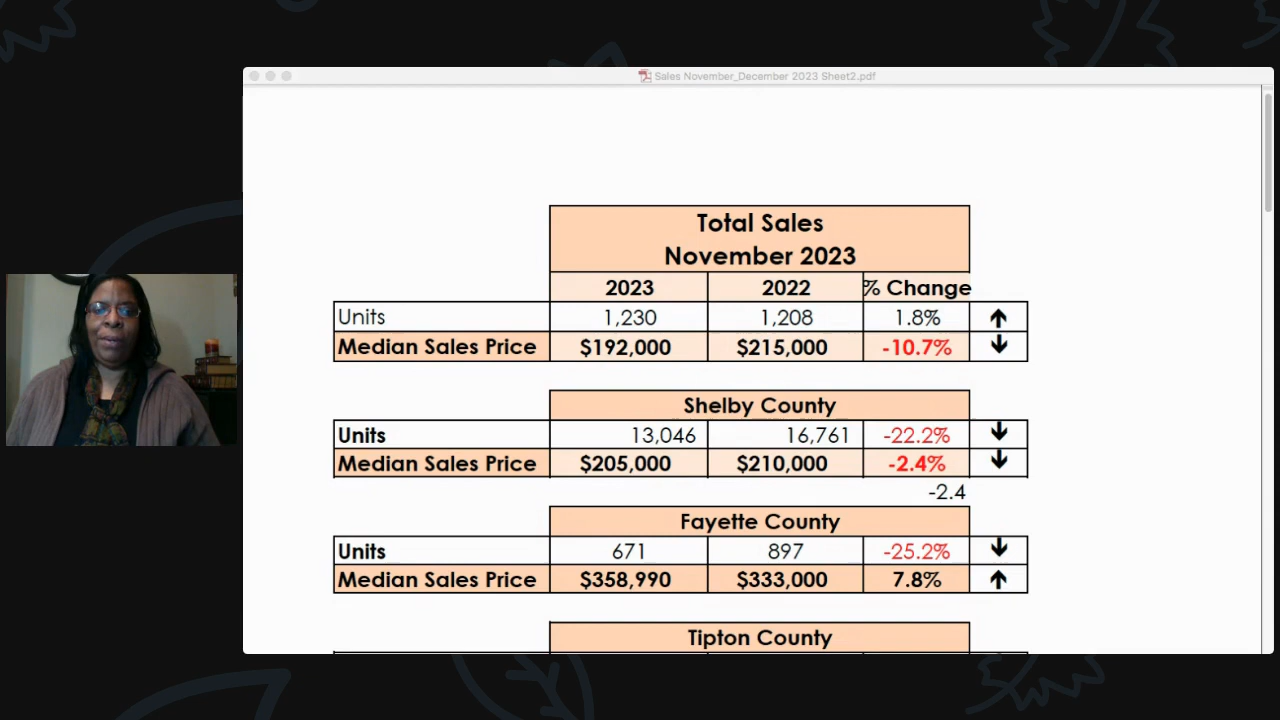 Sales November_December 2023 Sheet2.pdf
Total Sales
November 2023
2023 2022 % Change
Units 1,230 1,208 1.8%
Median Sales Price $192,000 $215,000 -10.7%
Shelby County
Units 13,046 16,761 -22.2%
Median Sales Price $205,000 $210,000 -2.4%
-2.4
Fayette County
Units 671 897 -25.2%
Median Sales Price $358,990 $333,000 7.8%
Tipton County